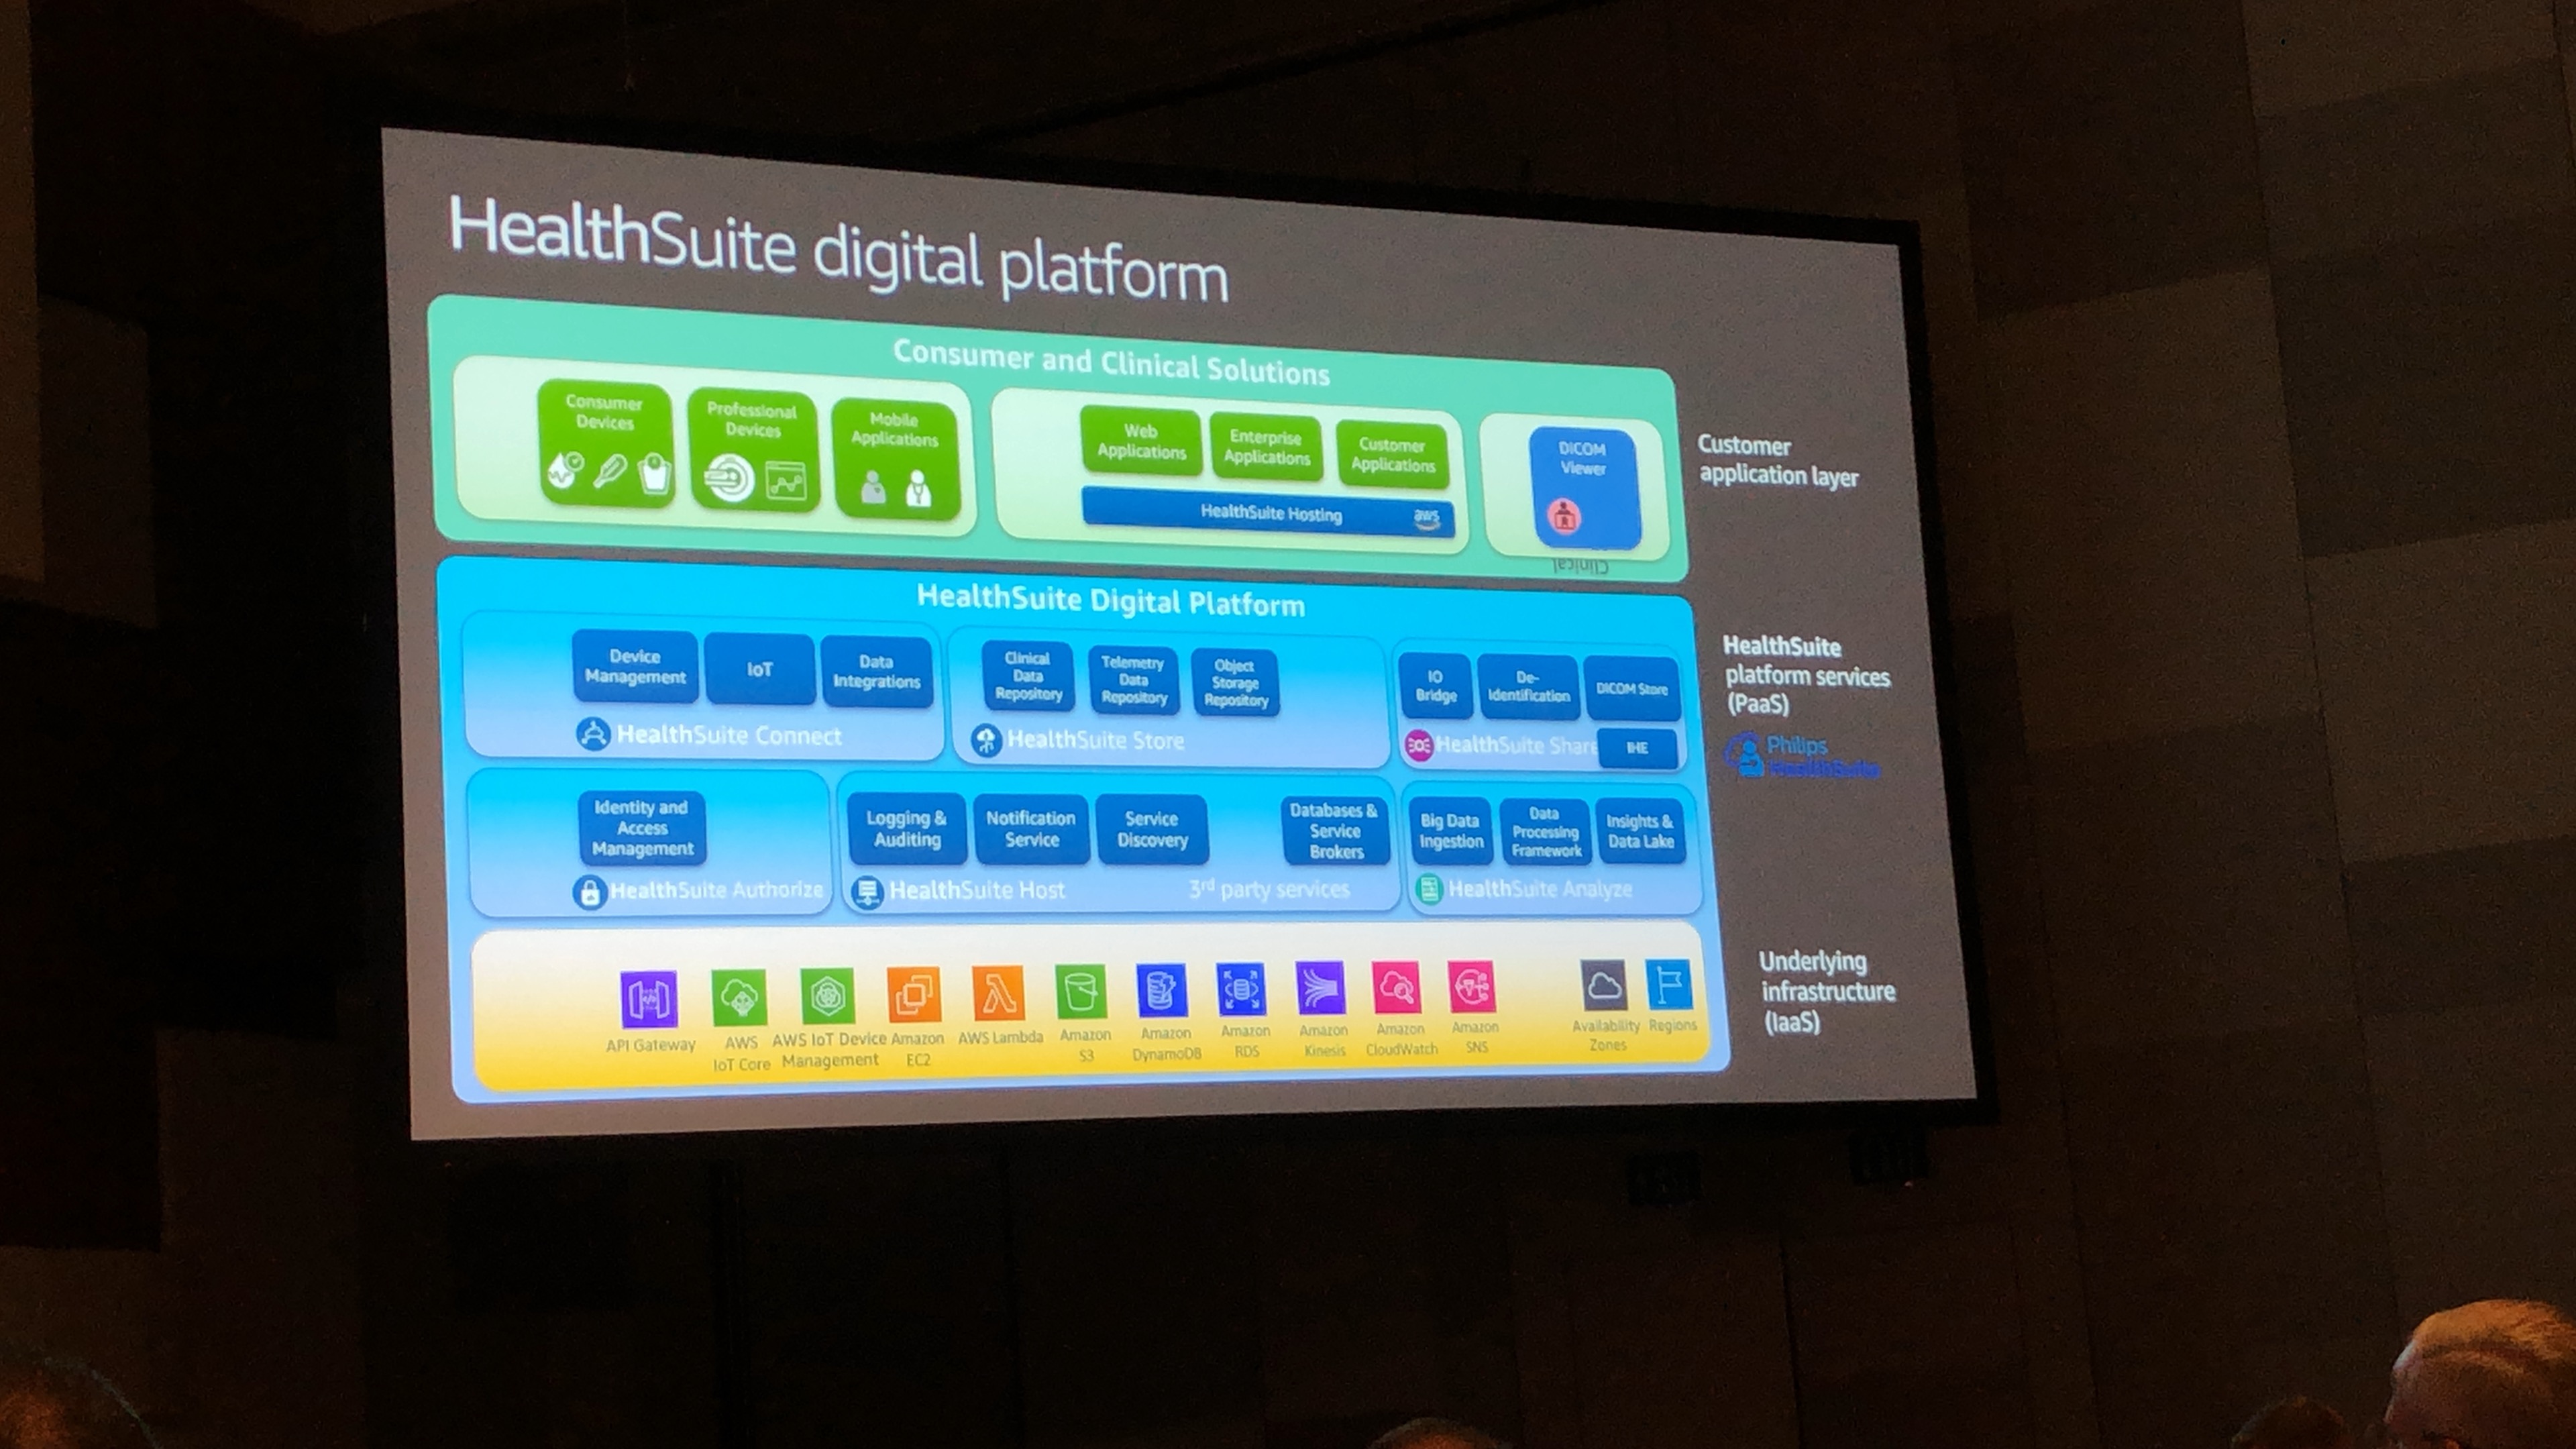 HealthSuite digital platform
Consumer and Clinical Solutions
Consumer
Devices
Professional
Devices
Mobile
Applications
Web
Applications
Enterprise
Applications
Customer
Applications
HealthSuite Hosting
aws
DICOM
Viewer
Clinical
Customer
application layer
HealthSuite Digital Platform
Device
Management
IoT
Data
Integrations
HealthSuite Connect
Clinical
Data
Repository
Telemetry
Data
Repository
Object
Storage
Repository
HealthSuite Store
IO
Bridge
De-
Identification
DICOM Store
HealthSuite Share
IHE
HealthSuite
platform services
(PaaS)
Philips
HealthSuite
Identity and
Access
Management
HealthSuite Authorize
Logging &
Auditing
Notification
Service
Service
Discovery
HealthSuite Host
Databases &
Service
Brokers
3rd party services
Big Data
Ingestion
Data
Processing
Framework
Insights &
Data Lake
HealthSuite Analyze
API Gateway
AWS
IoT Core
AWS IoT Device
Management
Amazon
EC2
AWS Lambda
Amazon
S3
Amazon
DynamoDB
Amazon
RDS
Amazon
Kinesis
Amazon
CloudWatch
Amazon
SNS
Availability
Zones
Regions
Underlying
infrastructure
(IaaS)